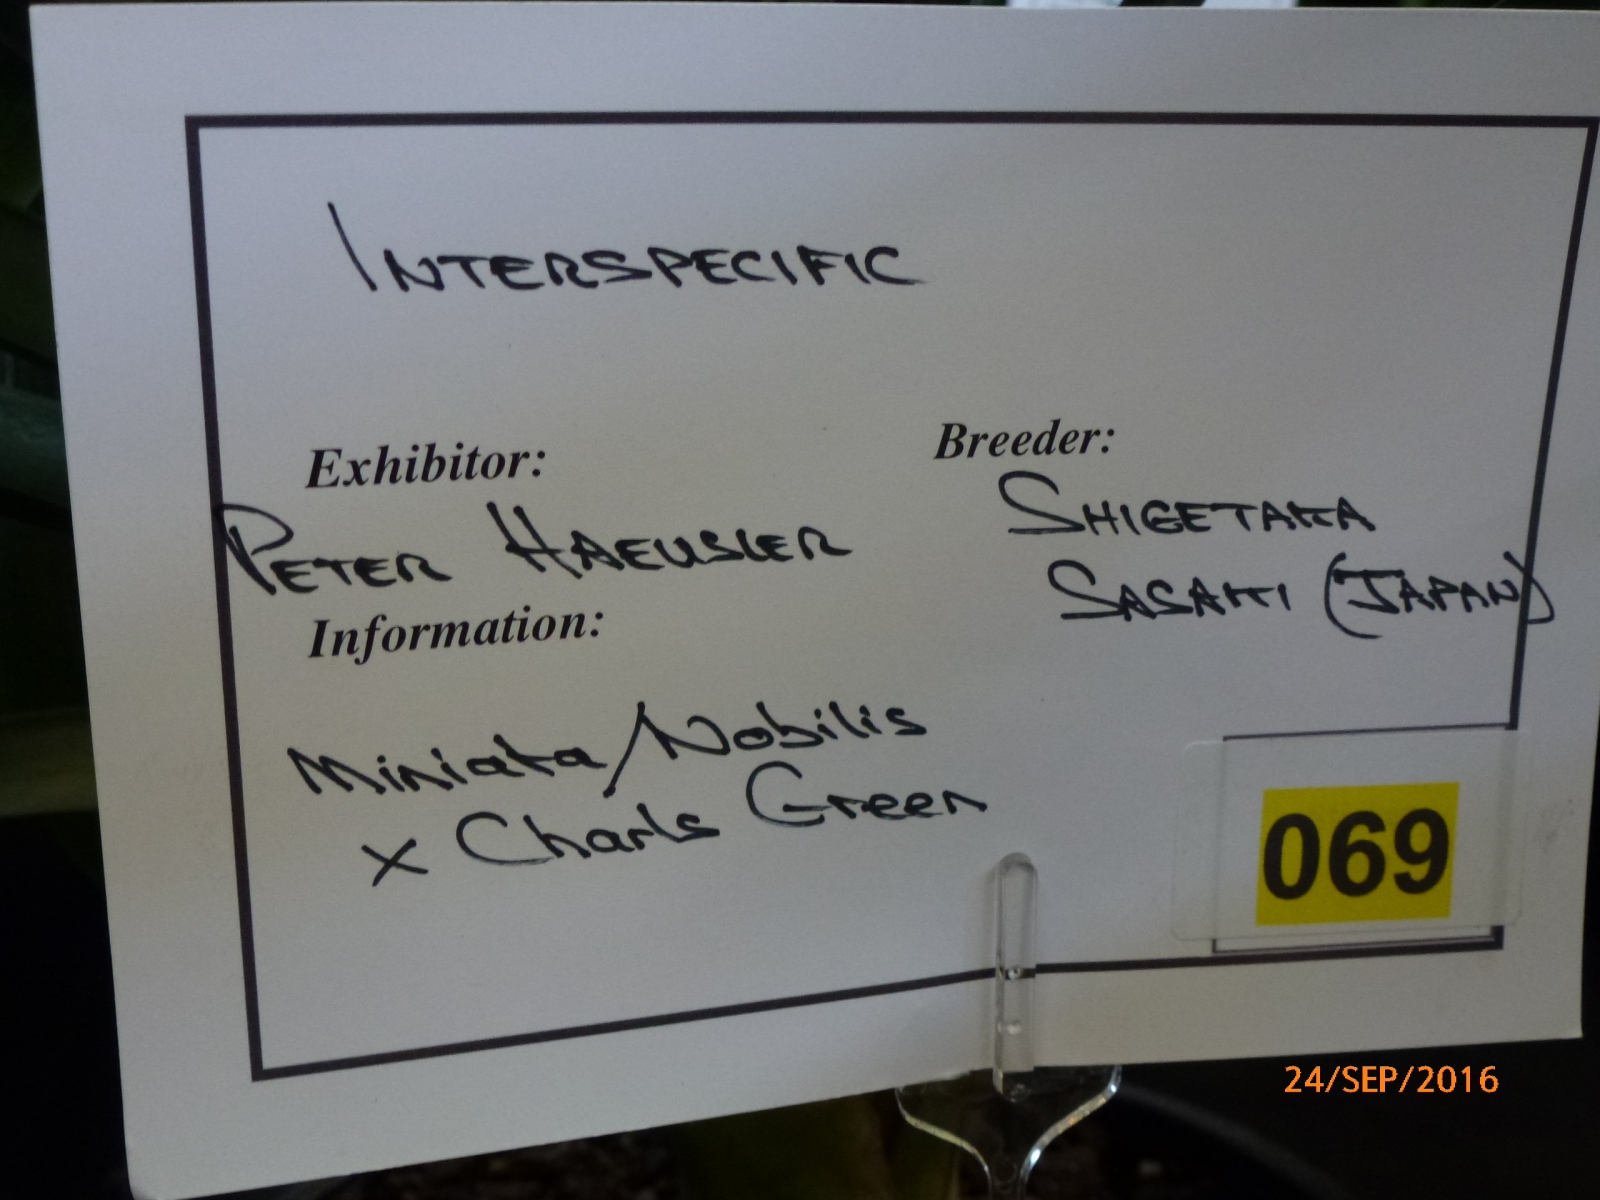 INTERSPECIFIC
Exhibitor:
PETER HAEUSLER
Breeder:
SHIGETAKA
SASAKI (JAPAN)
Information:
Miniata/Nobilis
x Charls Green
069
24/SEP/2016